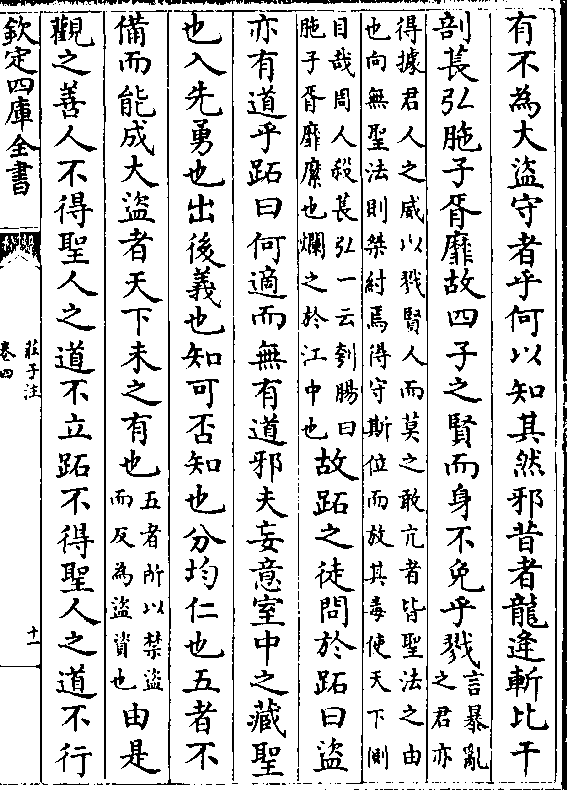 有不為大盜守者乎何以知其然邪昔者龍逄斬比干
剖萇弘胣子胥靡故四子之賢而身不免乎戮言暴亂
之君亦
得據君人之威以戮賢人而莫之敢亢者皆聖法之由
也向無聖法則桀紂焉得守斯位而放其毒使天下側
目哉周人殺萇弘一云刳腸曰
胣子胥靡縻也爛之於江中也故跖之徒問於跖曰盜
亦有道乎跖曰何適而無有道邪夫妄意室中之藏聖
也入先勇也出後義也知可否知也分均仁也五者不
備而能成大盜者天下未之有也五者所以禁盜
而反為盜資也由是
觀之善人不得聖人之道不立跖不得聖人之道不行
欽定四庫全書
莊子注
卷四
十一